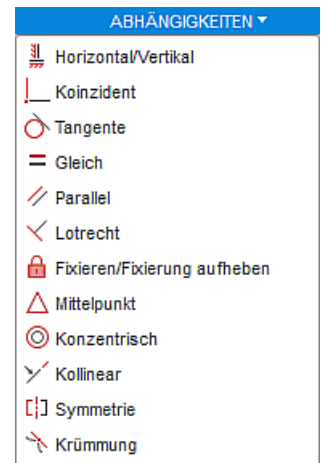 ABHÄNGIGKEITEN
Horizontal/Vertikal
Koinzident
Tangente
Gleich
Parallel
Lotrecht
Fixieren/Fixierung aufheben
Mittelpunkt
Konzentrisch
Kollinear
Symmetrie
Krümmung